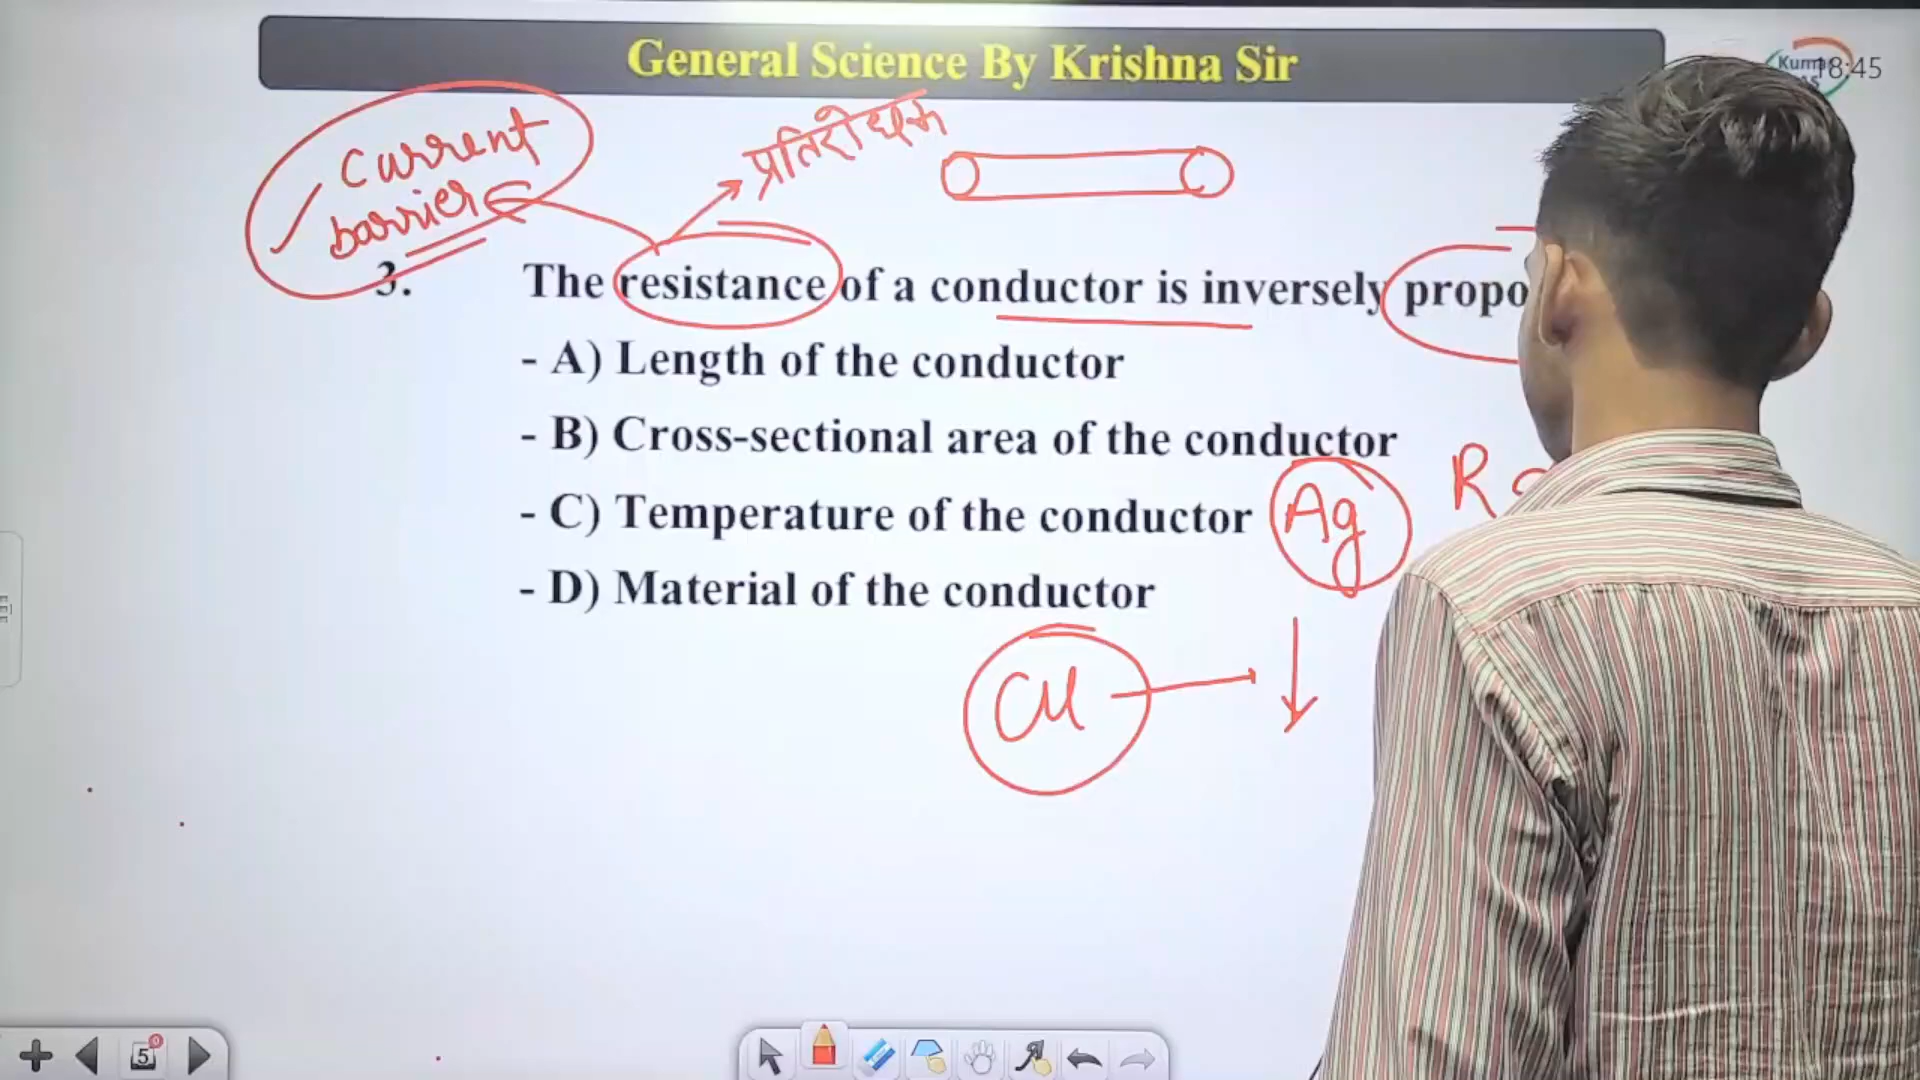 General Science By Krishna Sir
18:45
Current
barrier
3. The resistance of a conductor is inversely propo
- A) Length of the conductor
- B) Cross-sectional area of the conductor
- C) Temperature of the conductor
Ag
R
- D) Material of the conductor
Cu
5